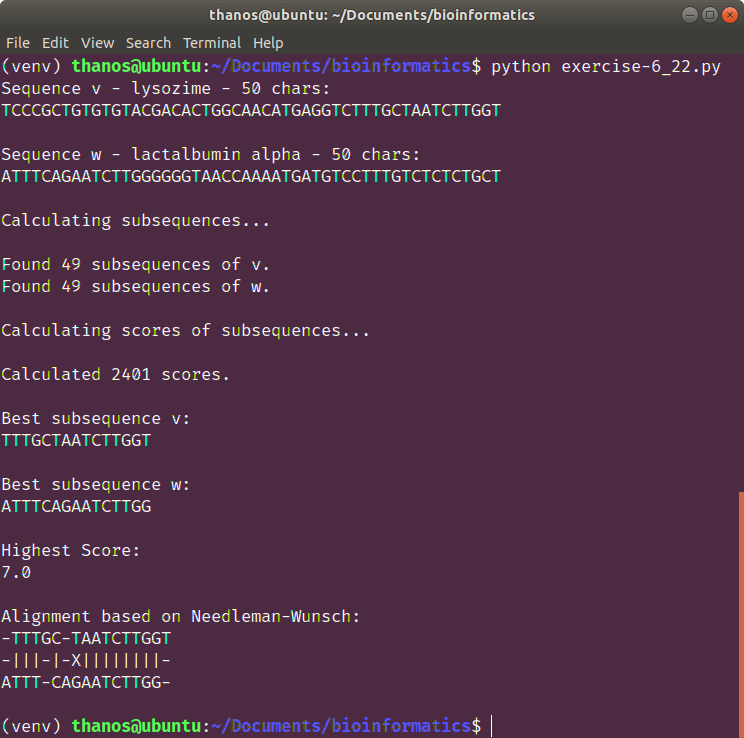 thanos@ubuntu: ~/Documents/bioinformatics
File Edit View Search Terminal Help
(venv) thanos@ubuntu:~/Documents/bioinformatics$ python exercise-6_22.py
Sequence v - lysozime - 50 chars:
TCCCGCTGTGTGTACGACACTGGCAACATGAGGTCTTTGCTAATCTTGGT
Sequence w - lactalbumin alpha - 50 chars:
ATTTCAGAATCTTGGGGGGTAACCAAAATGATGTCCTTTGTCTCTCTGCT
Calculating subsequences...
Found 49 subsequences of v.
Found 49 subsequences of w.
Calculating scores of subsequences...
Calculated 2401 scores.
Best subsequence v:
TTTGCTAATCTTGGT
Best subsequence w:
ATTTCAGAATCTTGG
Highest Score:
7.0
Alignment based on Needleman-Wunsch:
-TTTGC-TAATCTTGGT
-|||-|-X||||||||-
ATTT-CAGAATCTTGG-
(venv) thanos@ubuntu:~/Documents/bioinformatics$